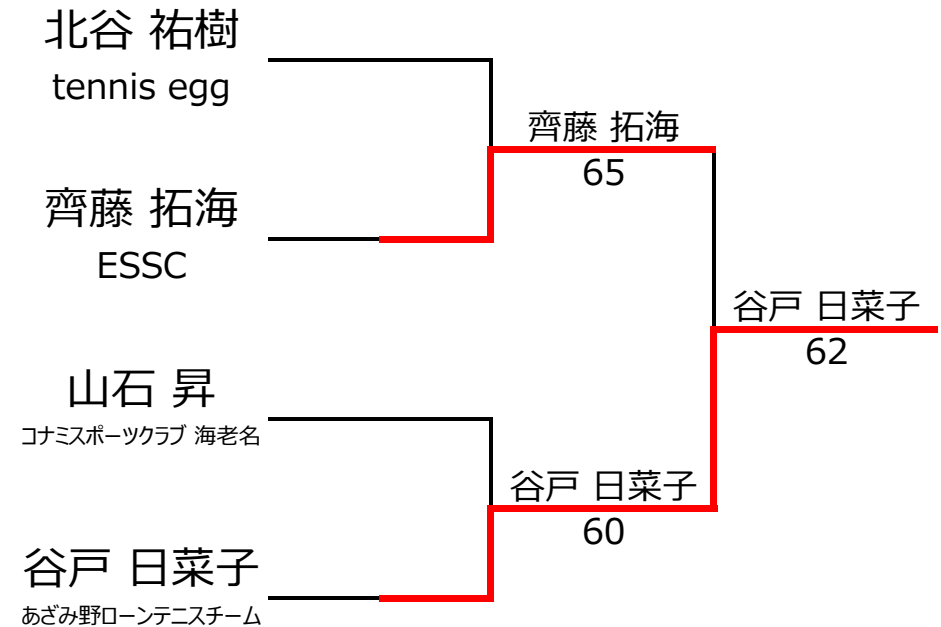 北谷 祐樹
tennis egg
齊藤 拓海
65
齊藤 拓海
ESSC
谷戸 日菜子
62
山石 昇
コナミスポーツクラブ 海老名
谷戸 日菜子
60
谷戸 日菜子
あざみ野ローンテニスチーム